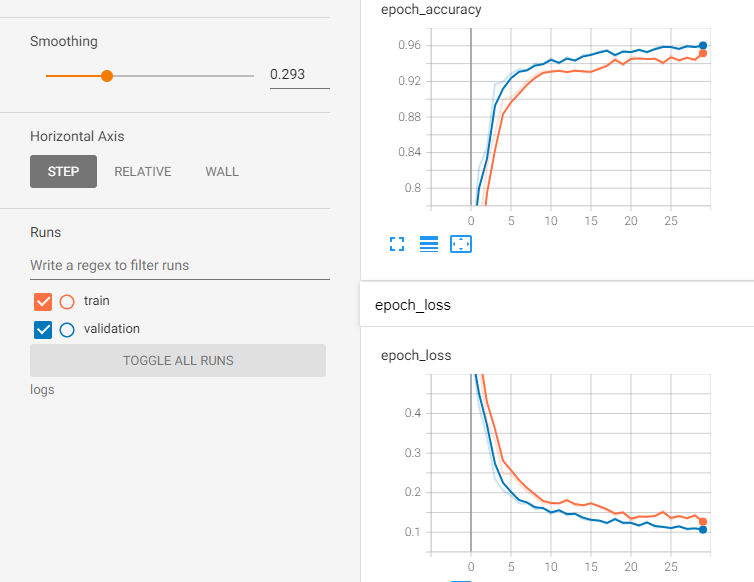 Smoothing
0.293
Horizontal Axis
STEP RELATIVE WALL
Runs
Write a regex to filter runs
train
validation
TOGGLE ALL RUNS
logs
epoch_accuracy
0.96
0.92
0.88
0.84
0.8
0 5 10 15 20 25
epoch_loss
epoch_loss
0.4
0.3
0.2
0.1
0 5 10 15 20 25